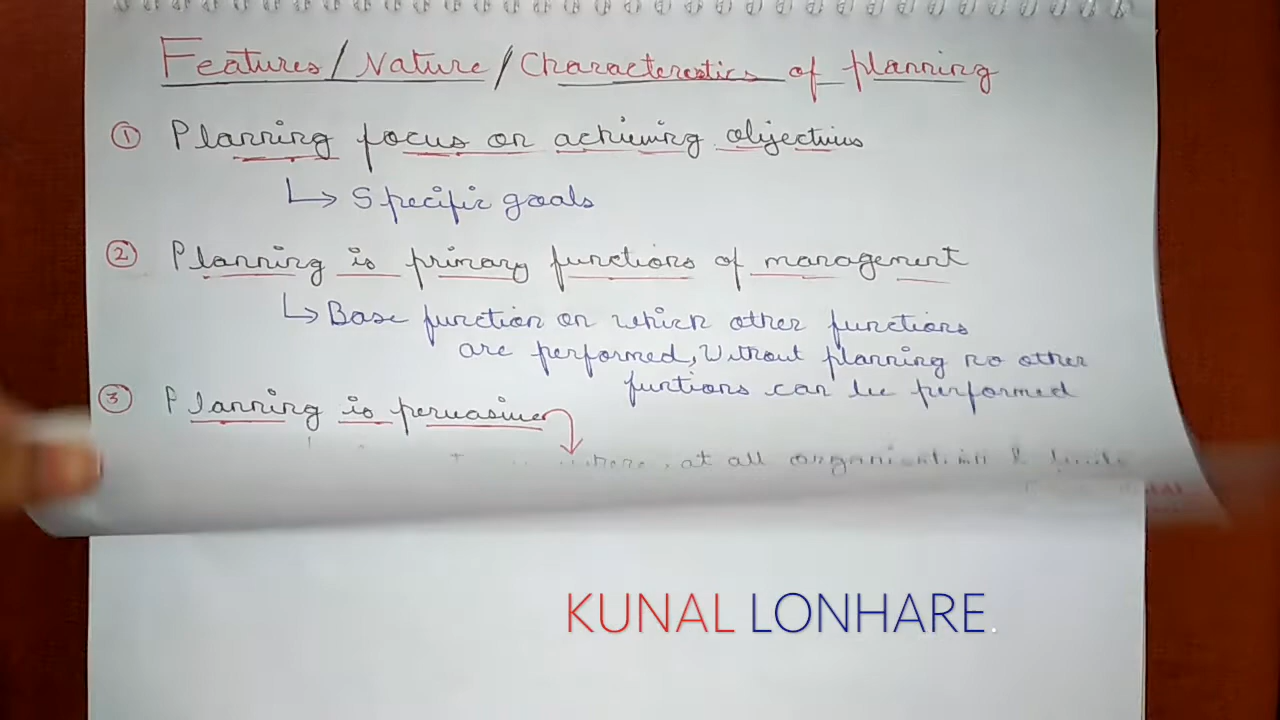 Features/Nature/Characterestics of planning
① Planning focus on achieving objectives
↳ Specific goals
② Planning is primary functions of management
↳ Base function on which other functions
are performed, Without planning no other
funtions can be performed
③ Planning is pervasive
at all organisation &
KUNAL LONHARE.